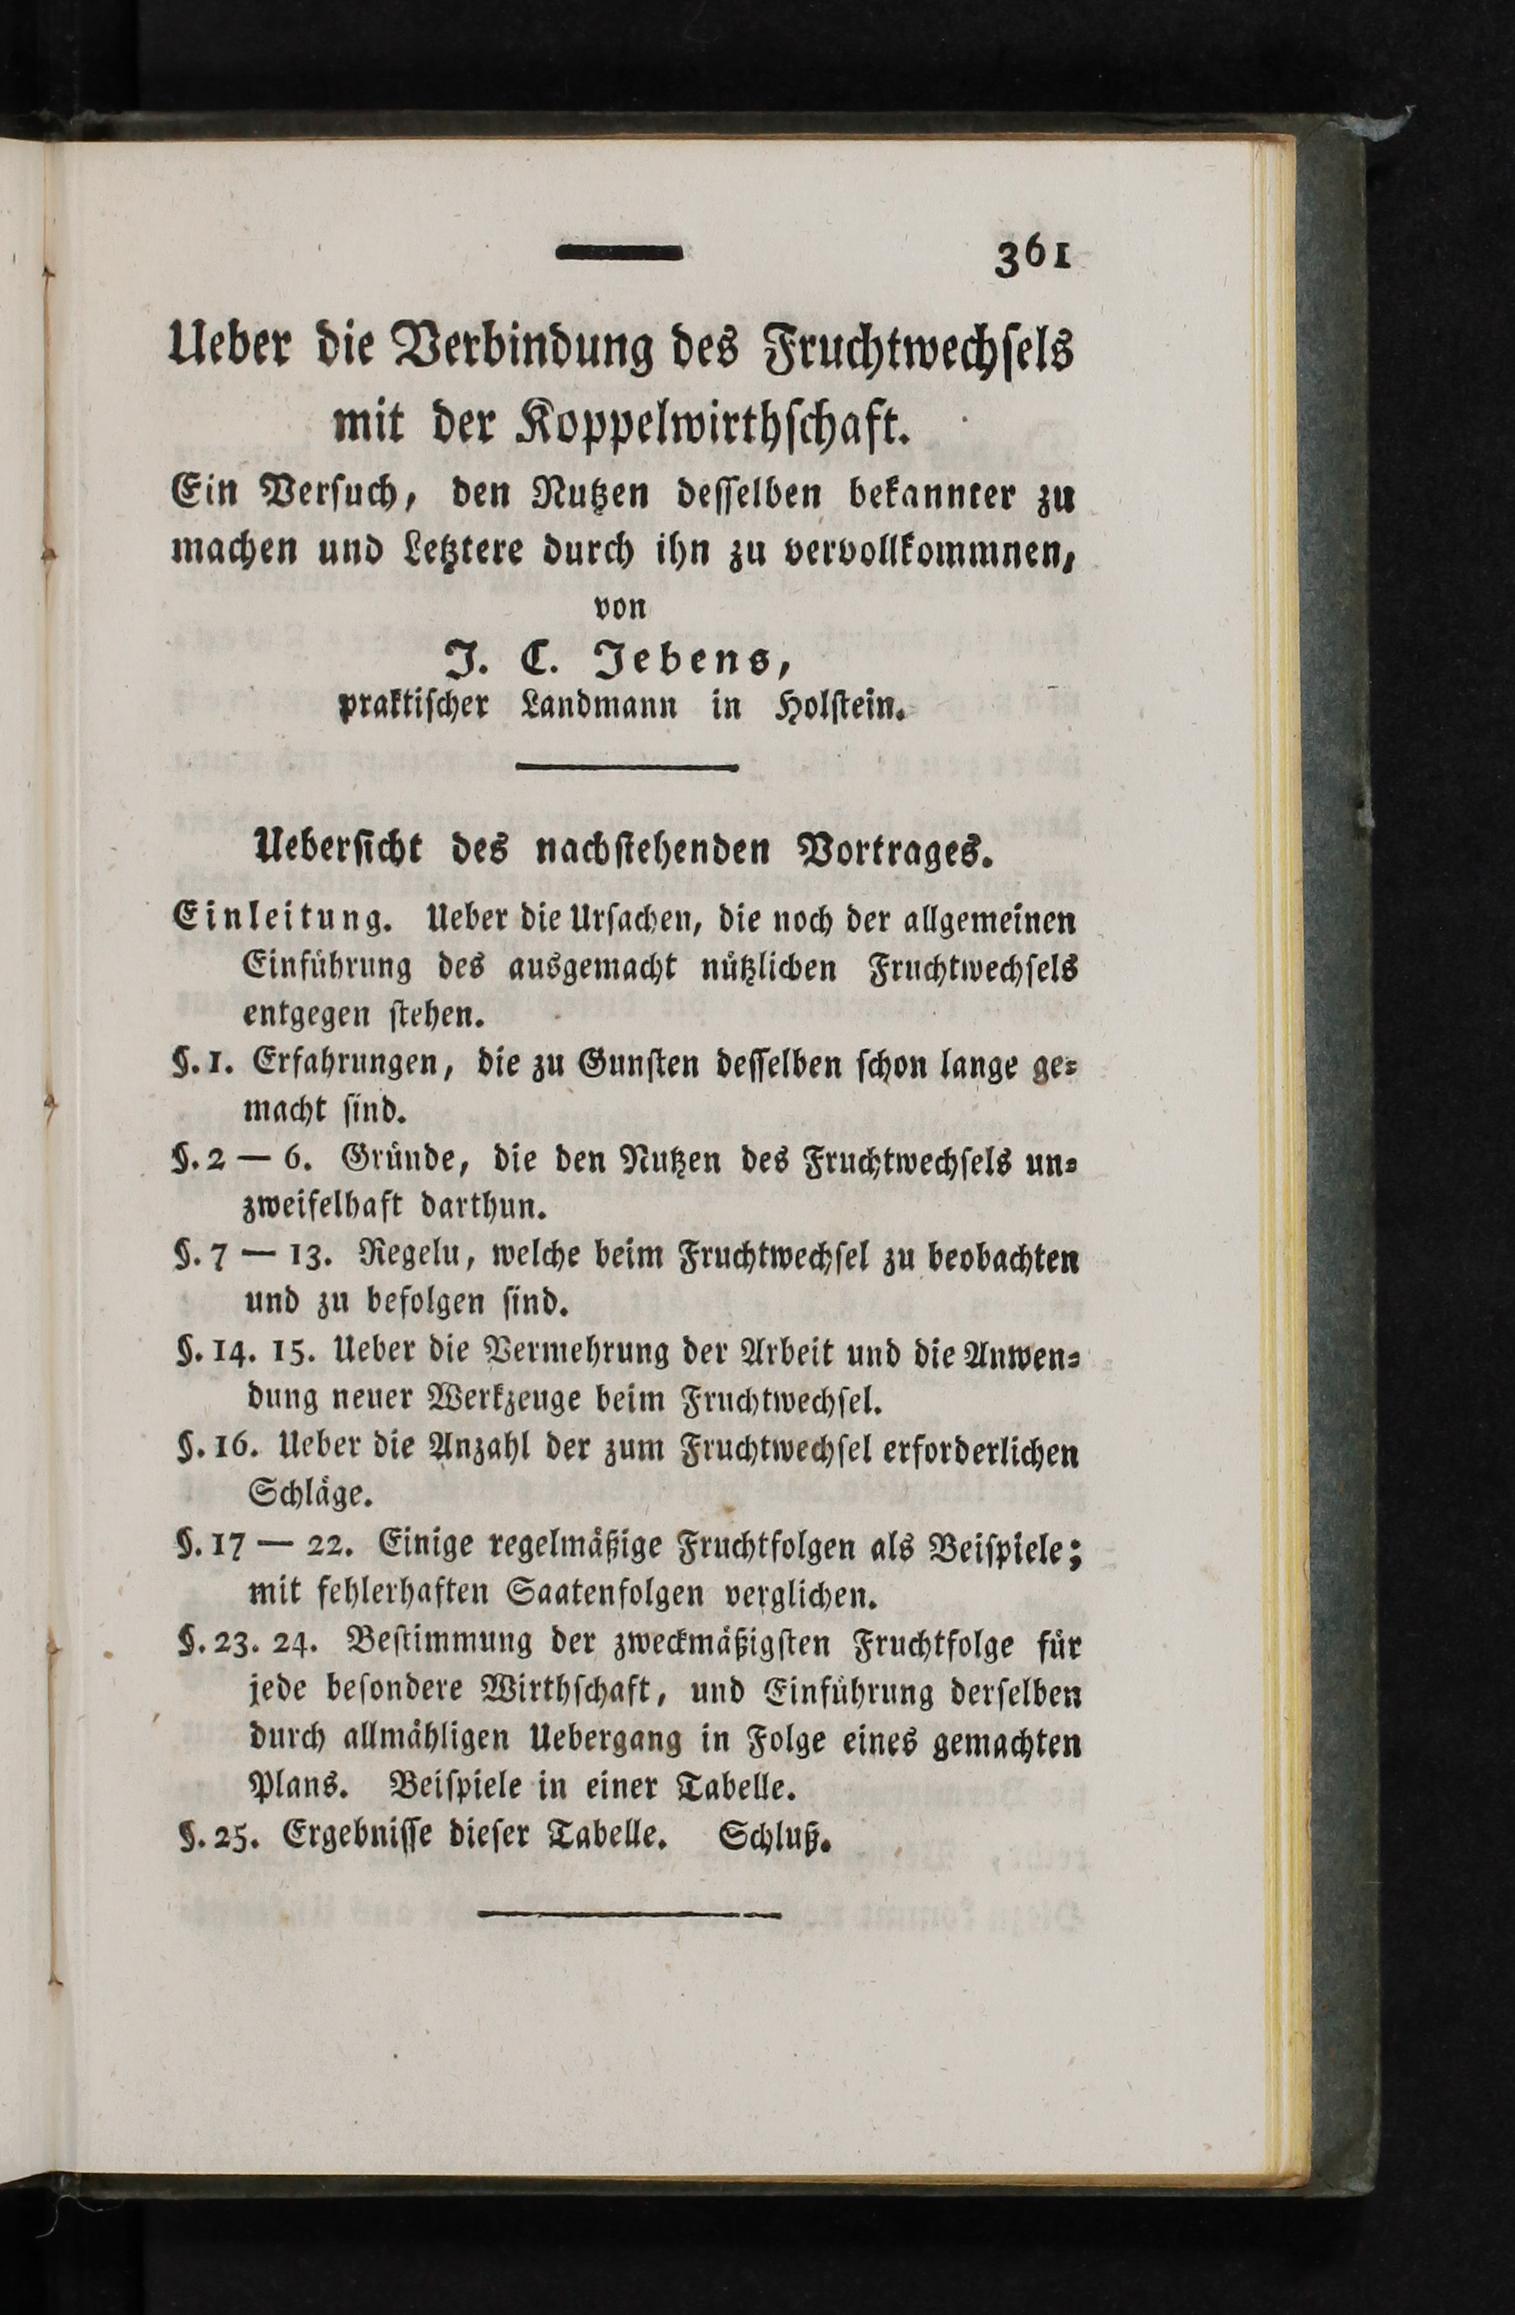 361
Ueber die Verbindung des Fruchtwechſels
mit der Koppelwirthſchaft.
Ein Verſuch, den Nutzen deſſelben bekannter zu
machen und Letztere durch ihn zu vervollkommnen,
von
J. C. Jebens,
praktiſcher Landmann in Holſtein.
Ueberſicht des nachſtehenden Vortrages.
Einleitung. Ueber die Urſachen, die noch der allgemeinen
Einführung des ausgemacht nützlichen Fruchtwechſels
entgegen ſtehen.
§. 1. Erfahrungen, die zu Gunſten deſſelben ſchon lange ge⸗
macht ſind.
§. 2 — 6. Gründe, die den Nutzen des Fruchtwechſels un⸗
zweifelhaft darthun.
§. 7 — 13. Regelu, welche beim Fruchtwechſel zu beobachten
und zu befolgen ſind.
§. 14. 15. Ueber die Vermehrung der Arbeit und die Anwen⸗
dung neuer Werkzeuge beim Fruchtwechſel.
§. 16. Ueber die Anzahl der zum Fruchtwechſel erforderlichen
Schläge.
§. 17 — 22. Einige regelmäßige Fruchtfolgen als Beiſpiele;
mit fehlerhaften Saatenfolgen verglichen.
§. 23. 24. Beſtimmung der zweckmäßigſten Fruchtfolge für
jede beſondere Wirthſchaft, und Einführung derſelben
durch allmähligen Uebergang in Folge eines gemachten
Plans. Beiſpiele in einer Tabelle.
§. 25. Ergebniſſe dieſer Tabelle. Schluß.